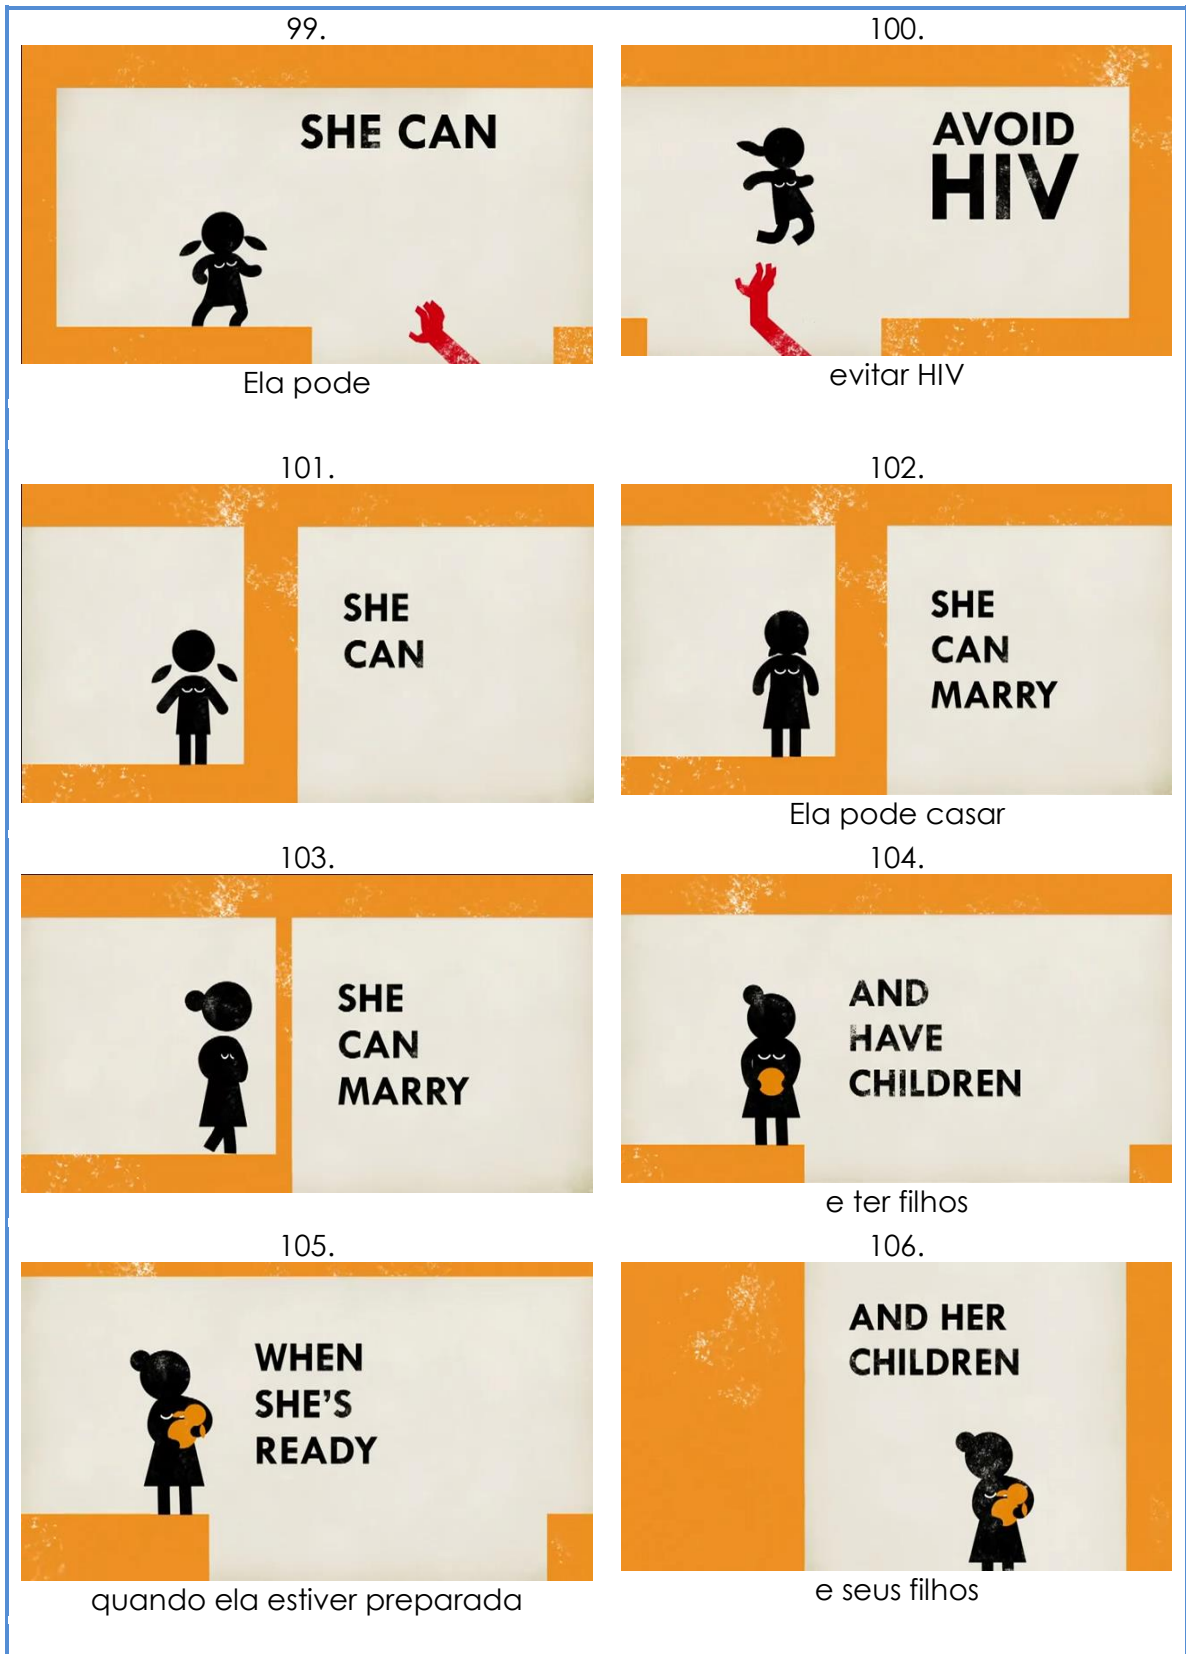 99.
SHE CAN
Ela pode
100.
AVOID
HIV
evitar HIV
101.
SHE
CAN
102.
SHE
CAN
MARRY
Ela pode casar
103.
SHE
CAN
MARRY
104.
AND
HAVE
CHILDREN
e ter filhos
105.
WHEN
SHE'S
READY
quando ela estiver preparada
106.
AND HER
CHILDREN
e seus filhos